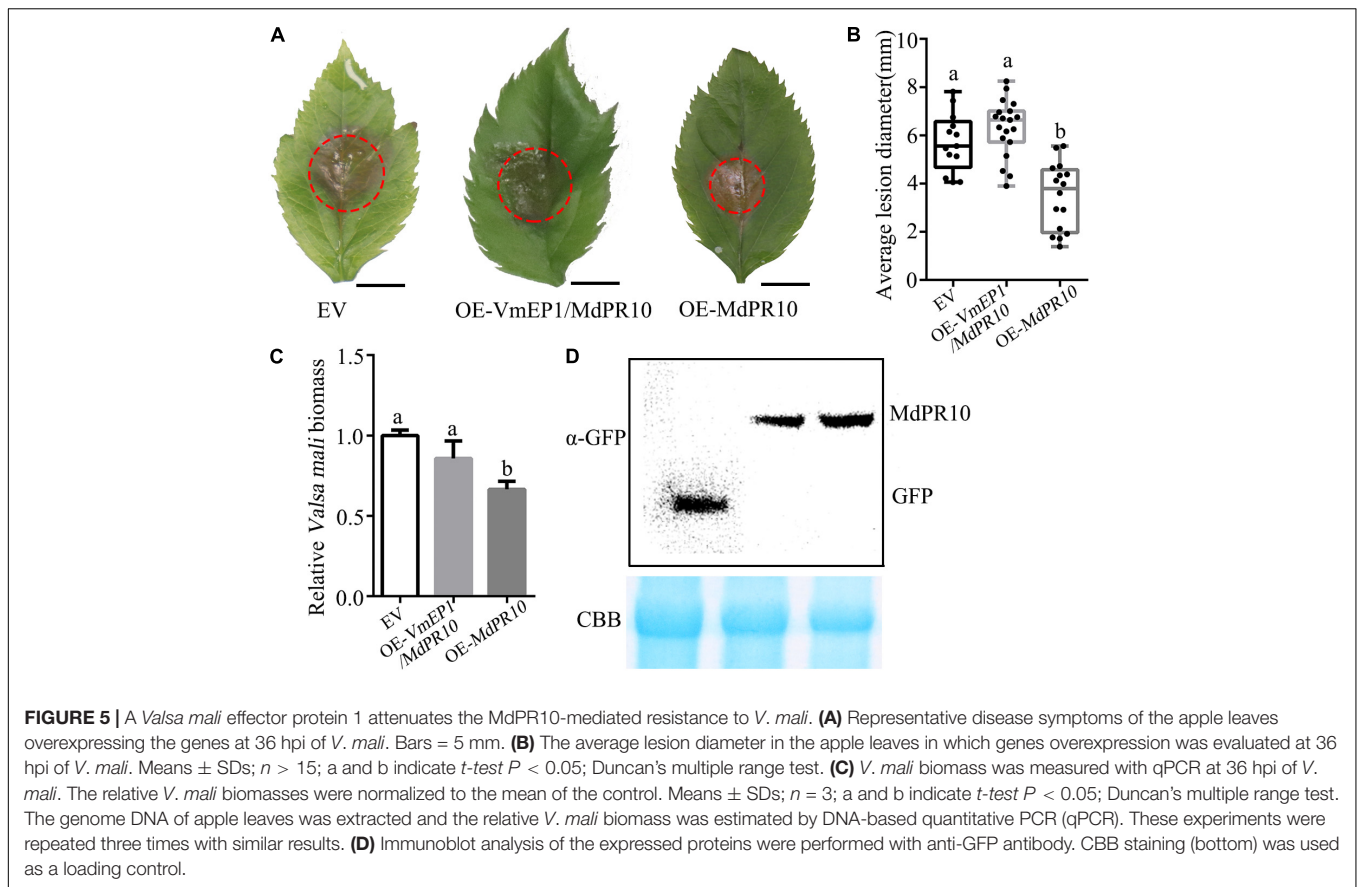 A
EV
OE-VmEP1/MdPR10
OE-MdPR10
B
Average lesion diameter(mm)
10
8
6
4
2
0
a
a
b
EV
OE-VmEP1
/MdPR10
OE-MdPR10
C
Relative Valsa mali biomass
1.5
1.0
0.5
0.0
a
a
b
EV
OE-VmEP1
/MdPR10
OE-MdPR10
D
α-GFP
MdPR10
GFP
CBB
FIGURE 5 | A Valsa mali effector protein 1 attenuates the MdPR10-mediated resistance to V. mali. (A) Representative disease symptoms of the apple leaves
overexpressing the genes at 36 hpi of V. mali. Bars = 5 mm. (B) The average lesion diameter in the apple leaves in which genes overexpression was evaluated at 36
hpi of V. mali. Means ± SDs; n > 15; a and b indicate t-test P < 0.05; Duncan's multiple range test. (C) V. mali biomass was measured with qPCR at 36 hpi of V.
mali. The relative V. mali biomasses were normalized to the mean of the control. Means ± SDs; n = 3; a and b indicate t-test P < 0.05; Duncan's multiple range test.
The genome DNA of apple leaves was extracted and the relative V. mali biomass was estimated by DNA-based quantitative PCR (qPCR). These experiments were
repeated three times with similar results. (D) Immunoblot analysis of the expressed proteins were performed with anti-GFP antibody. CBB staining (bottom) was used
as a loading control.